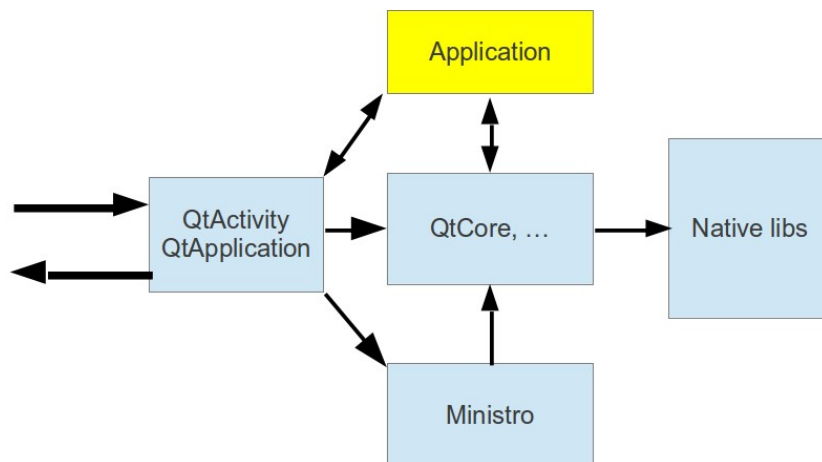 Application
QtActivity
QtApplication
QtCore, ...
Native libs
Ministro